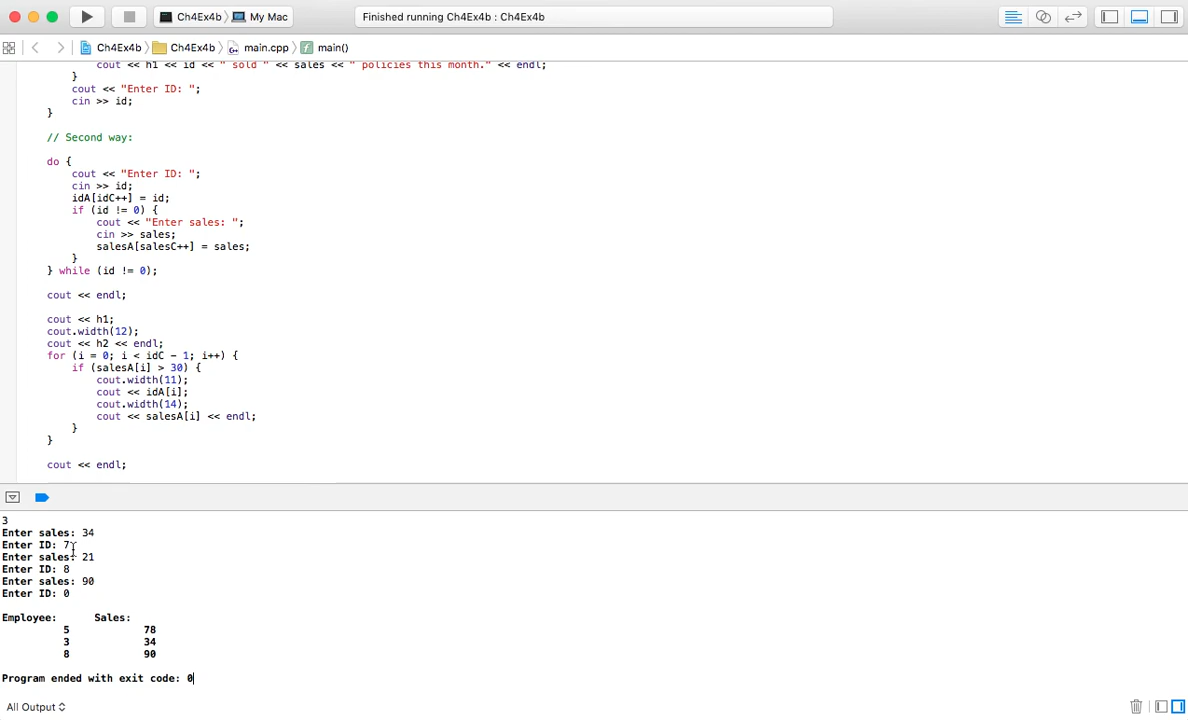 Ch4Ex4b My Mac Finished running Ch4Ex4b : Ch4Ex4b
Ch4Ex4b Ch4Ex4b main.cpp main()
cout << h1 << id << " sold " << sales << " policies this month." << endl;
}
cout << "Enter ID: ";
cin >> id;
}
// Second way:
do {
cout << "Enter ID: ";
cin >> id;
idA[idC++] = id;
if (id != 0) {
cout << "Enter sales: ";
cin >> sales;
salesA[salesC++] = sales;
}
} while (id != 0);
cout << endl;
cout << h1;
cout.width(12);
cout << h2 << endl;
for (i = 0; i < idC - 1; i++) {
if (salesA[i] > 30) {
cout.width(11);
cout << idA[i];
cout.width(14);
cout << salesA[i] << endl;
}
}
cout << endl;
3
Enter sales: 34
Enter ID: 7
Enter sales: 21
Enter ID: 8
Enter sales: 90
Enter ID: 0
Employee: Sales:
5 78
3 34
8 90
Program ended with exit code: 0
All Output